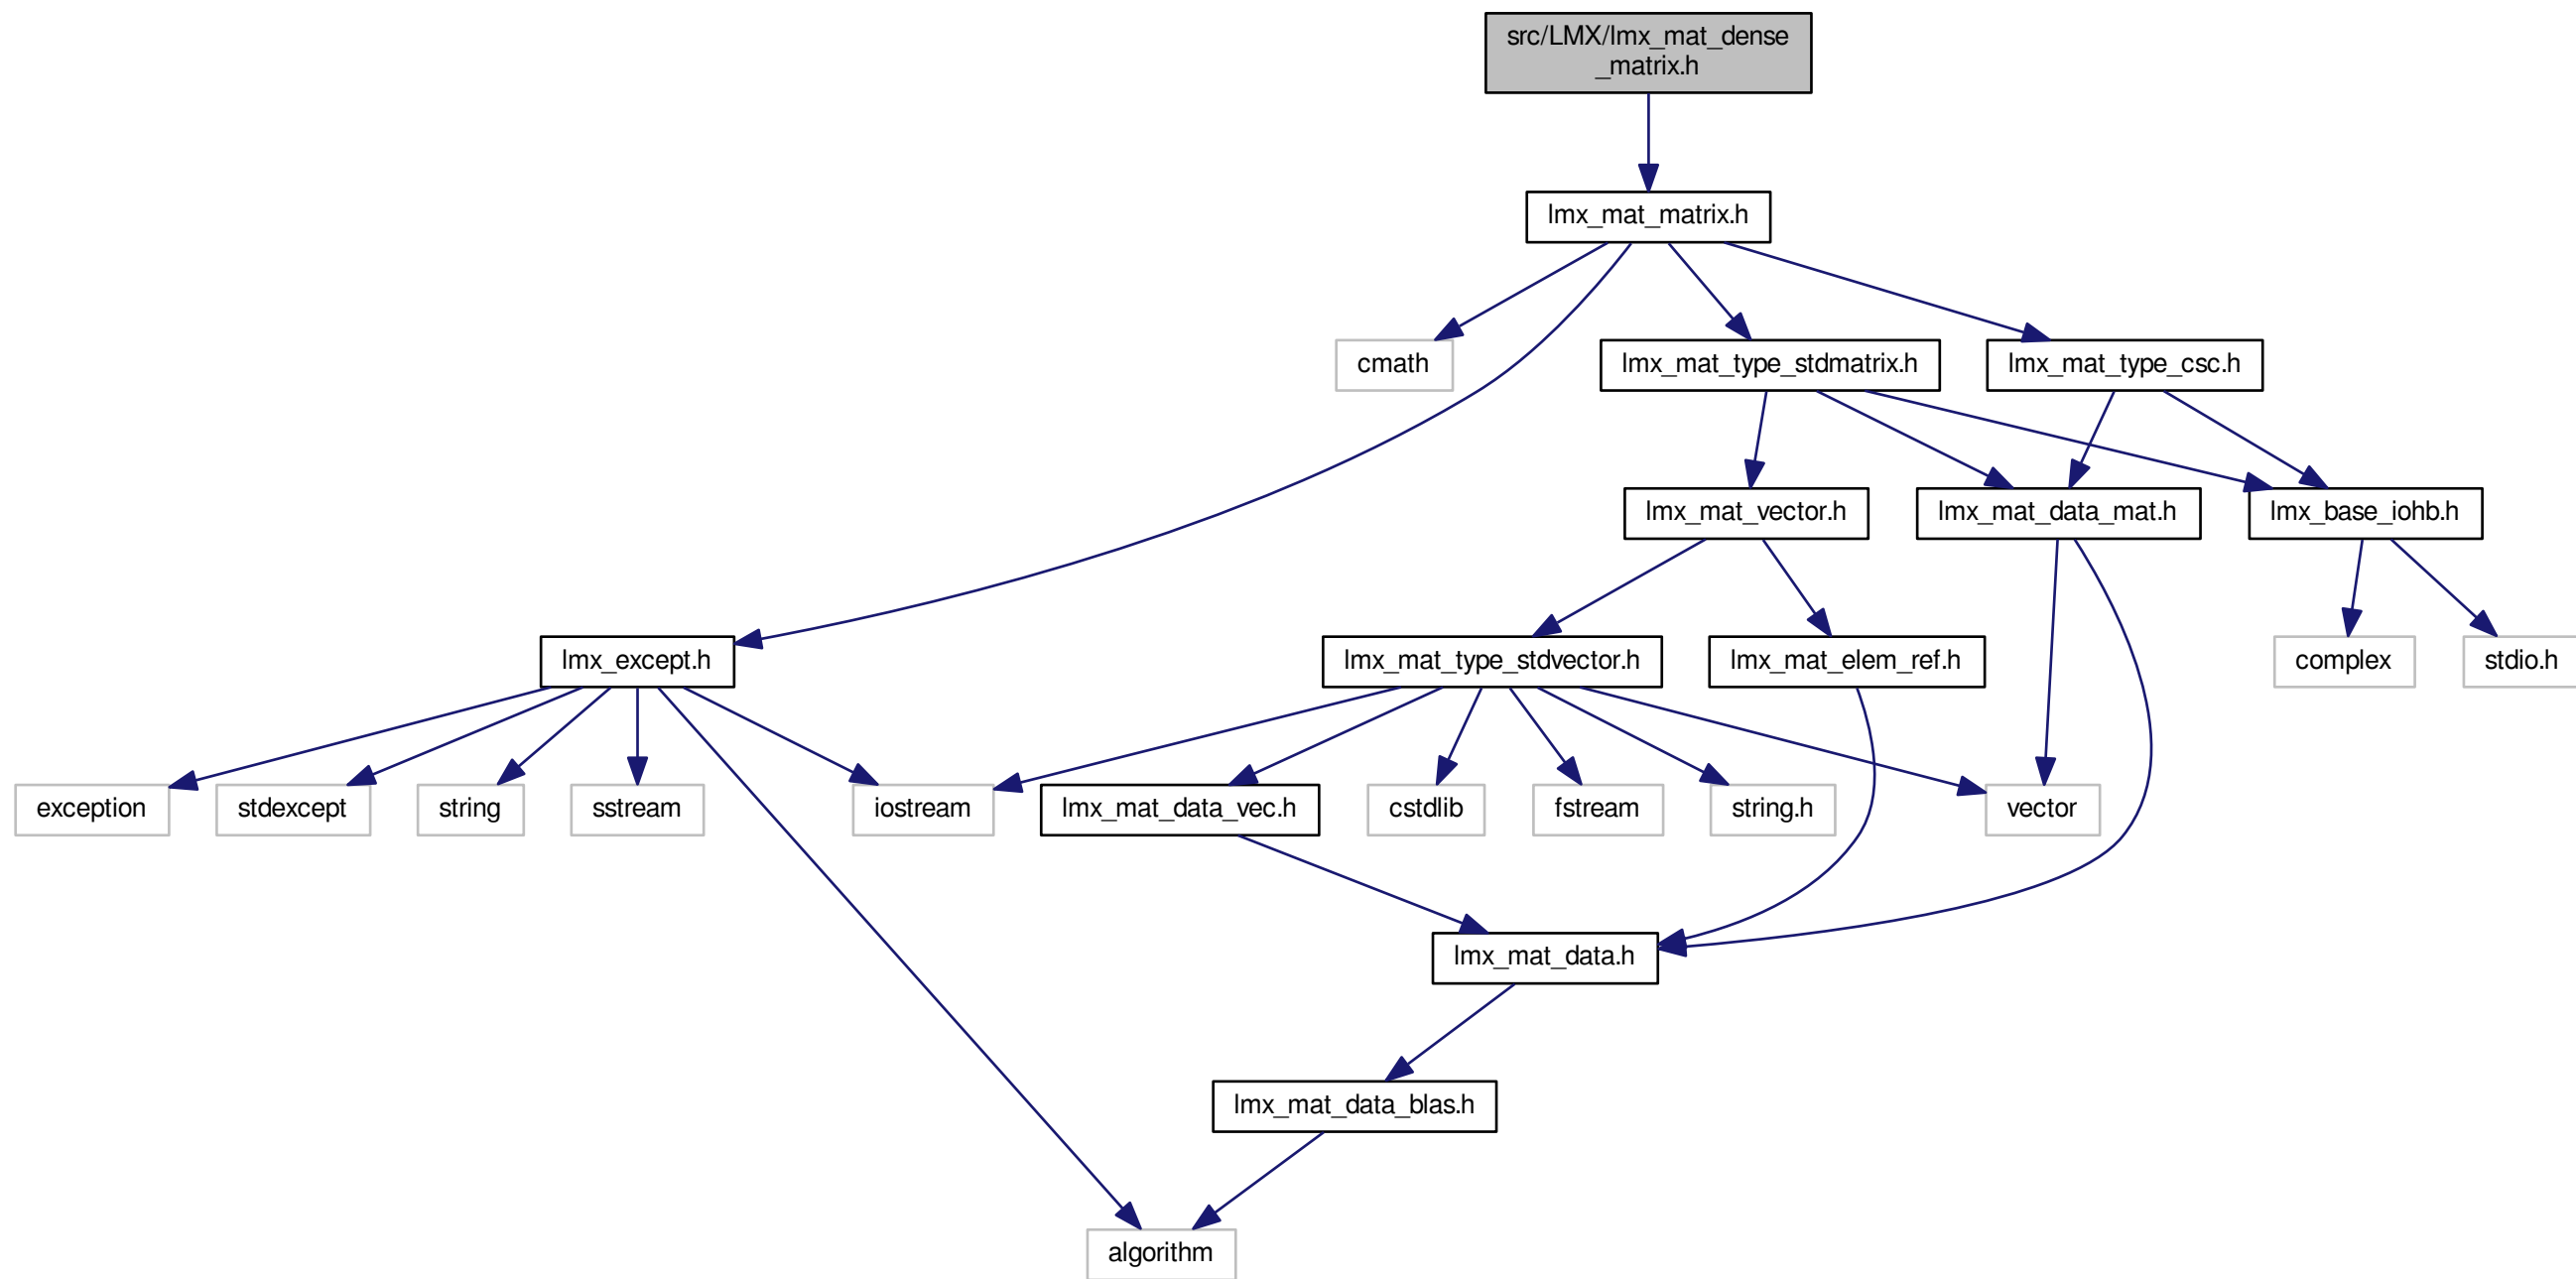 src/LMX/lmx_mat_dense
_matrix.h
lmx_mat_matrix.h
cmath
lmx_mat_type_stdmatrix.h
lmx_mat_type_csc.h
lmx_mat_vector.h
lmx_mat_data_mat.h
lmx_base_iohb.h
lmx_except.h
lmx_mat_type_stdvector.h
lmx_mat_elem_ref.h
complex
stdio.h
exception
stdexcept
string
sstream
iostream
lmx_mat_data_vec.h
cstdlib
fstream
string.h
vector
lmx_mat_data.h
lmx_mat_data_blas.h
algorithm